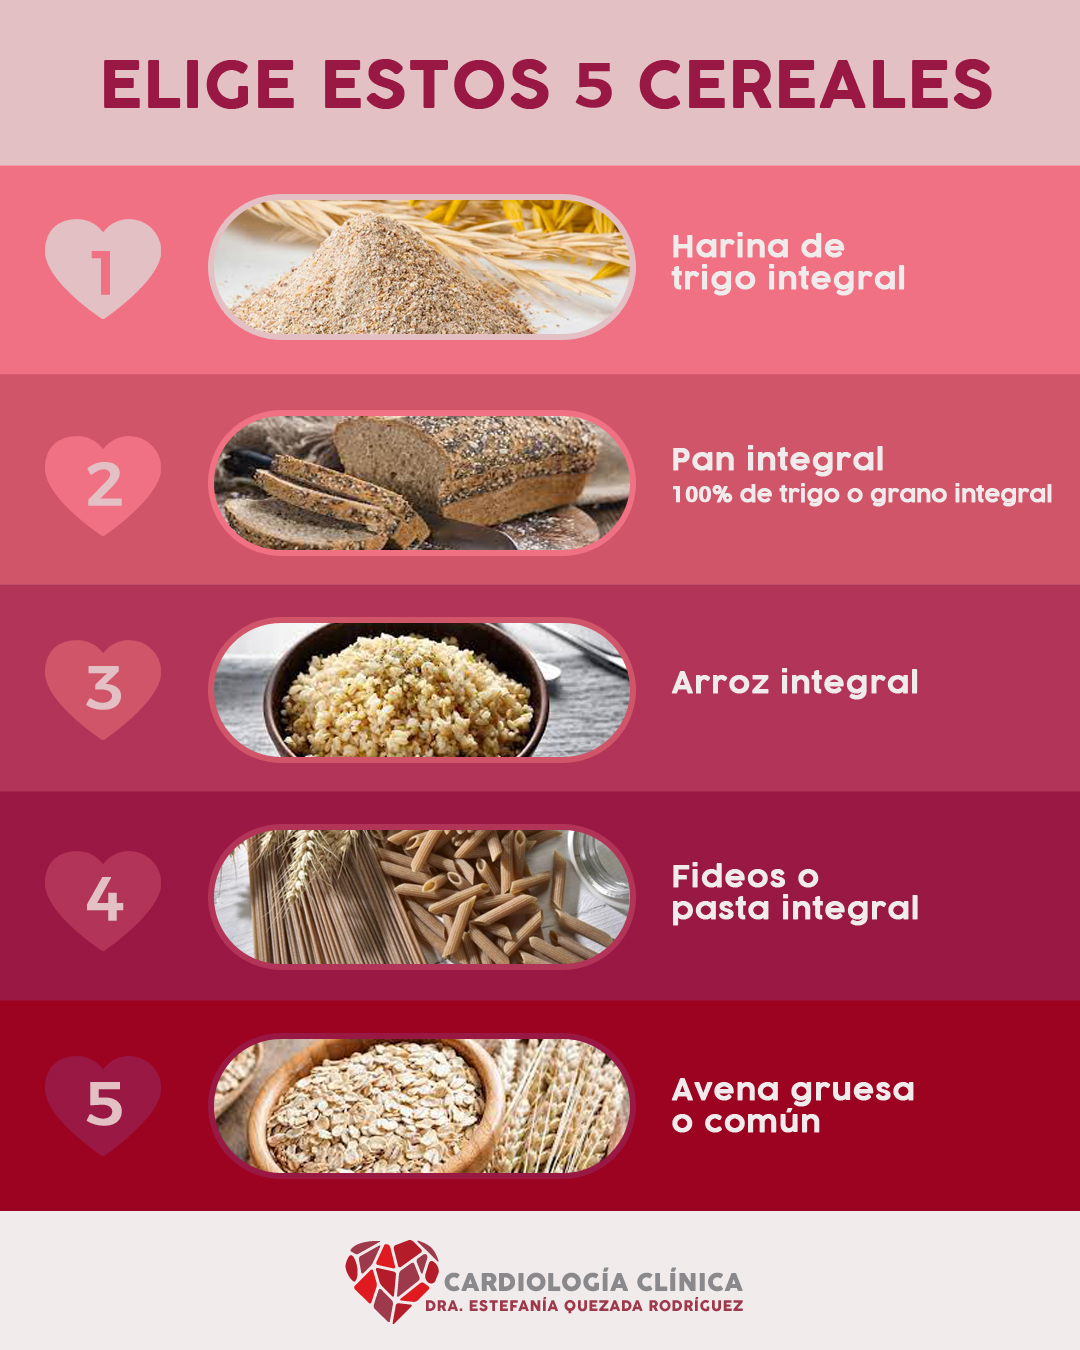 ELIGE ESTOS 5 CEREALES
1
Harina de
trigo integral
2
Pan integral
100% de trigo o grano integral
3
Arroz integral
4
Fideos o
pasta integral
5
Avena gruesa
o común
CARDIOLOGÍA CLÍNICA
DRA. ESTEFANÍA QUEZADA RODRÍGUEZ